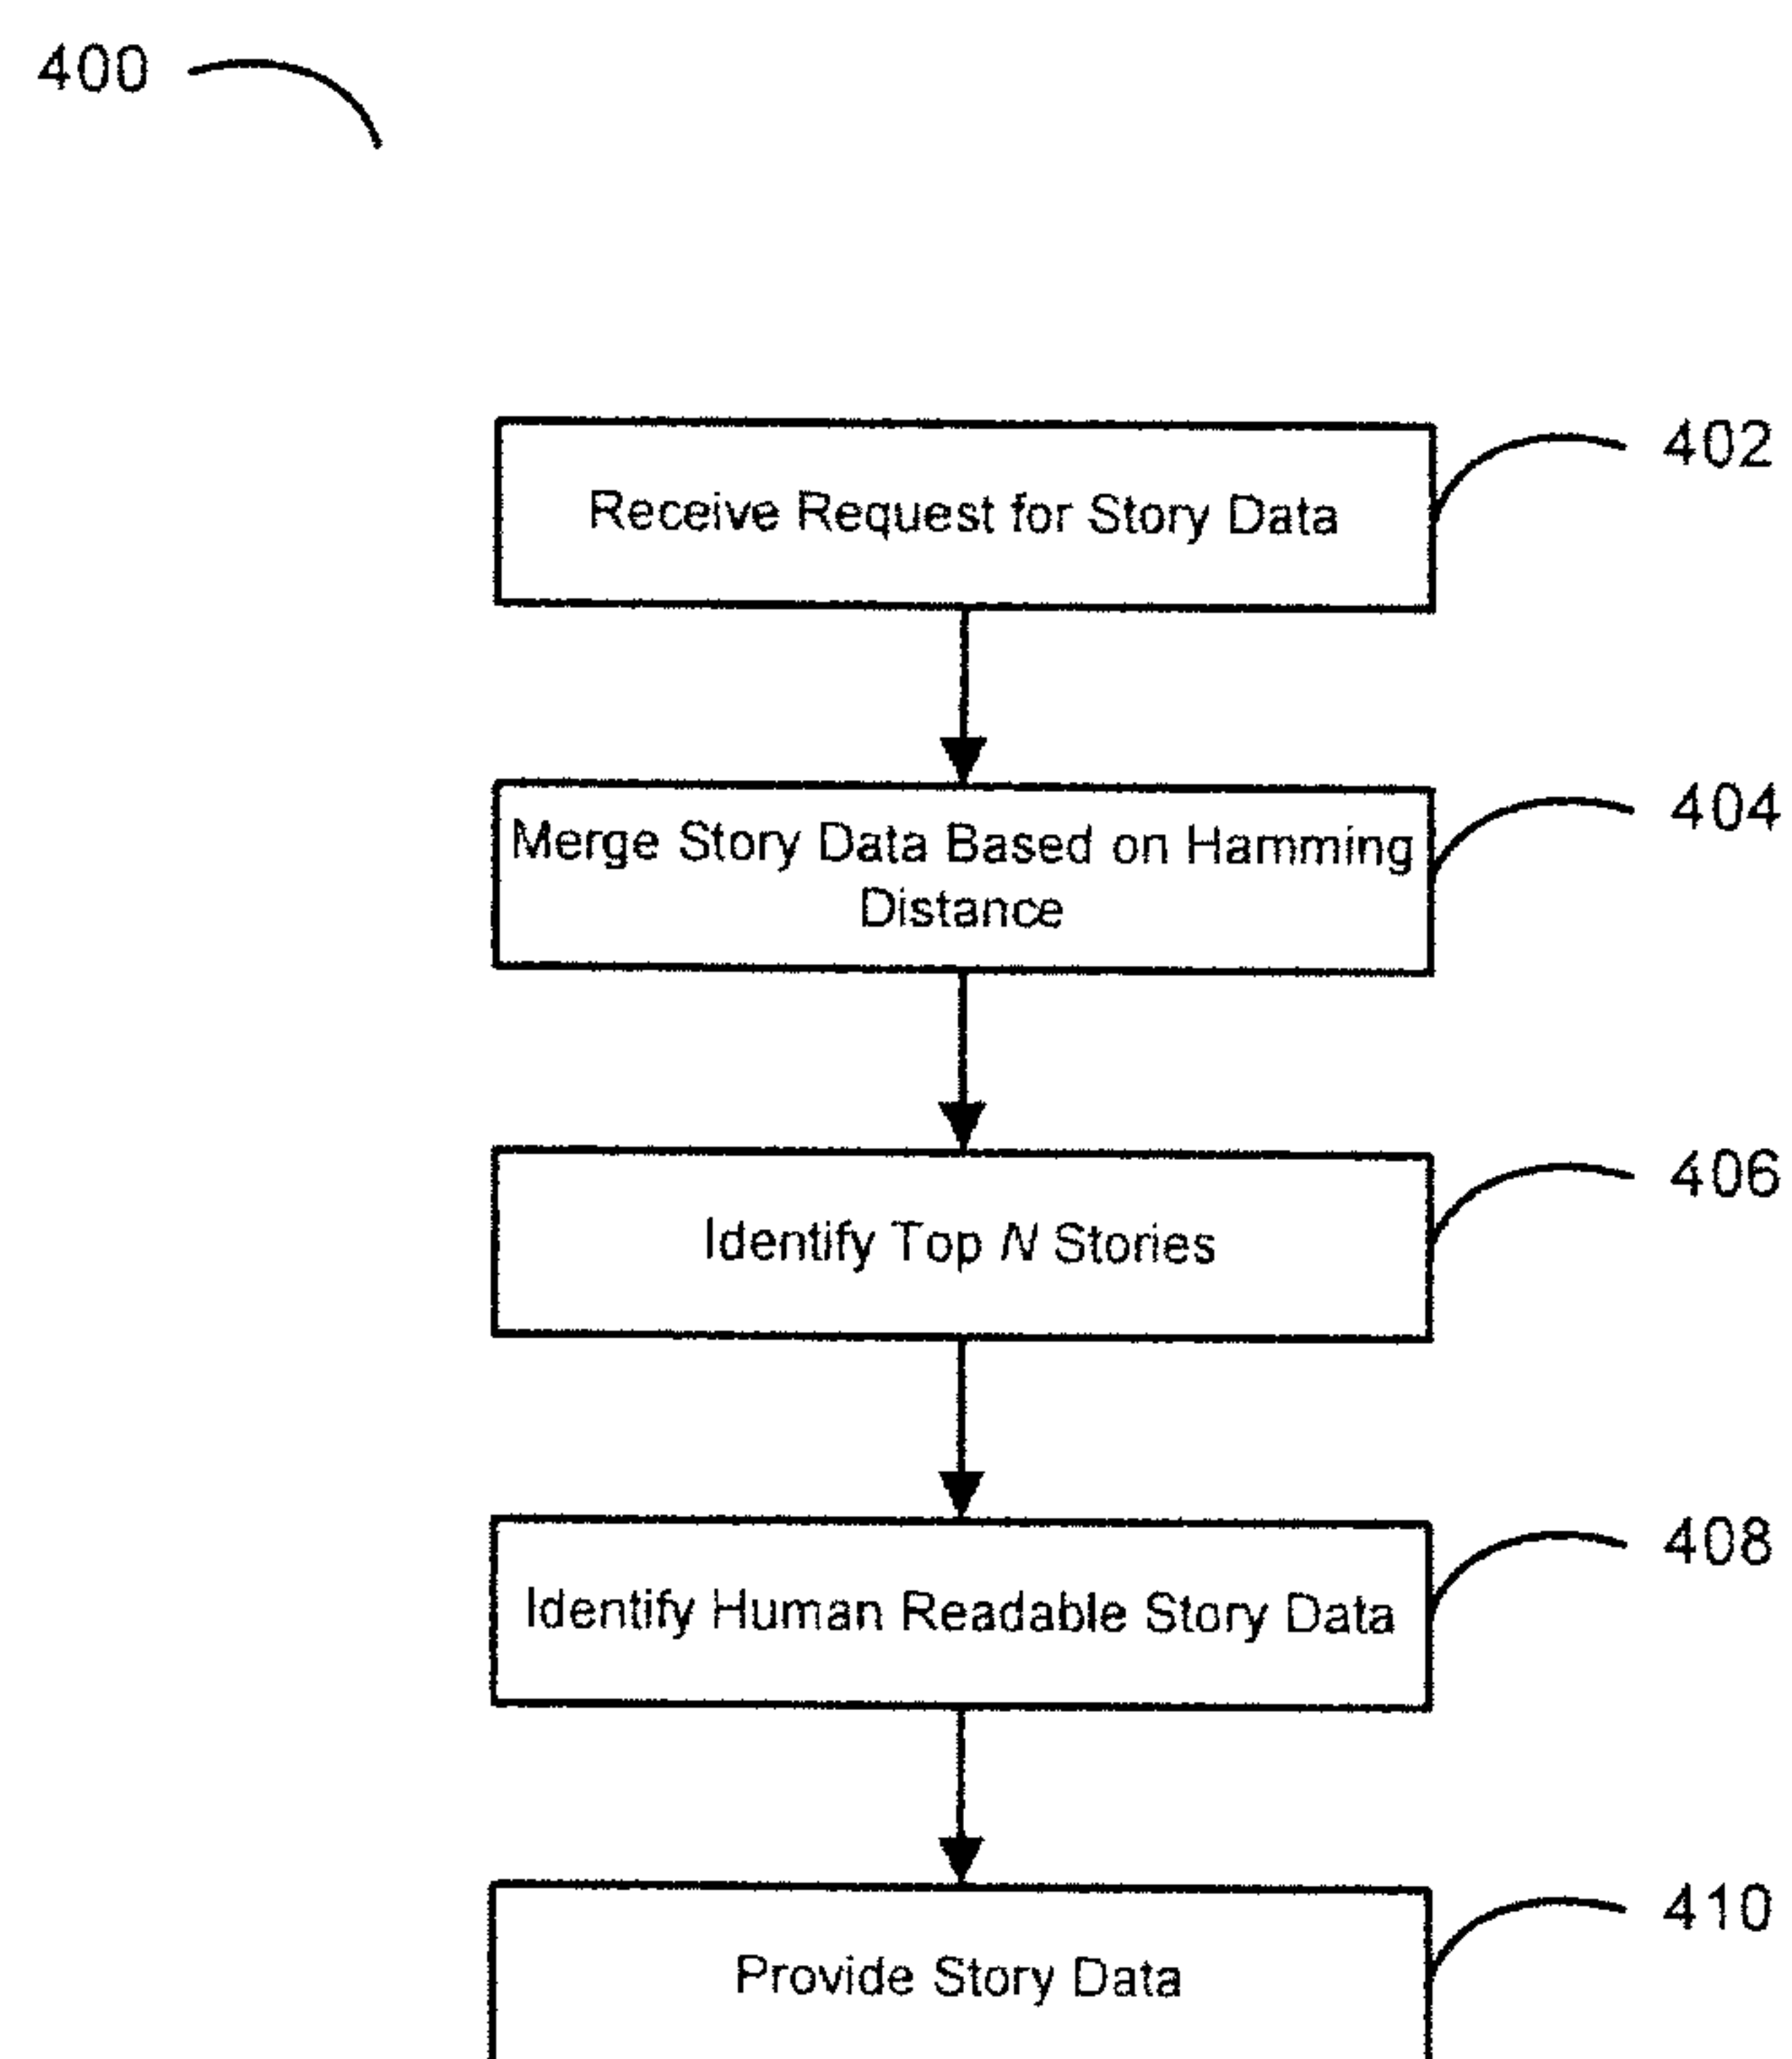 400
402
Receive Request for Story Data
404
Merge Story Data Based on Hamming
Distance
406
Identify Top N Stories
408
Identify Human Readable Story Data
410
Provide Story Data